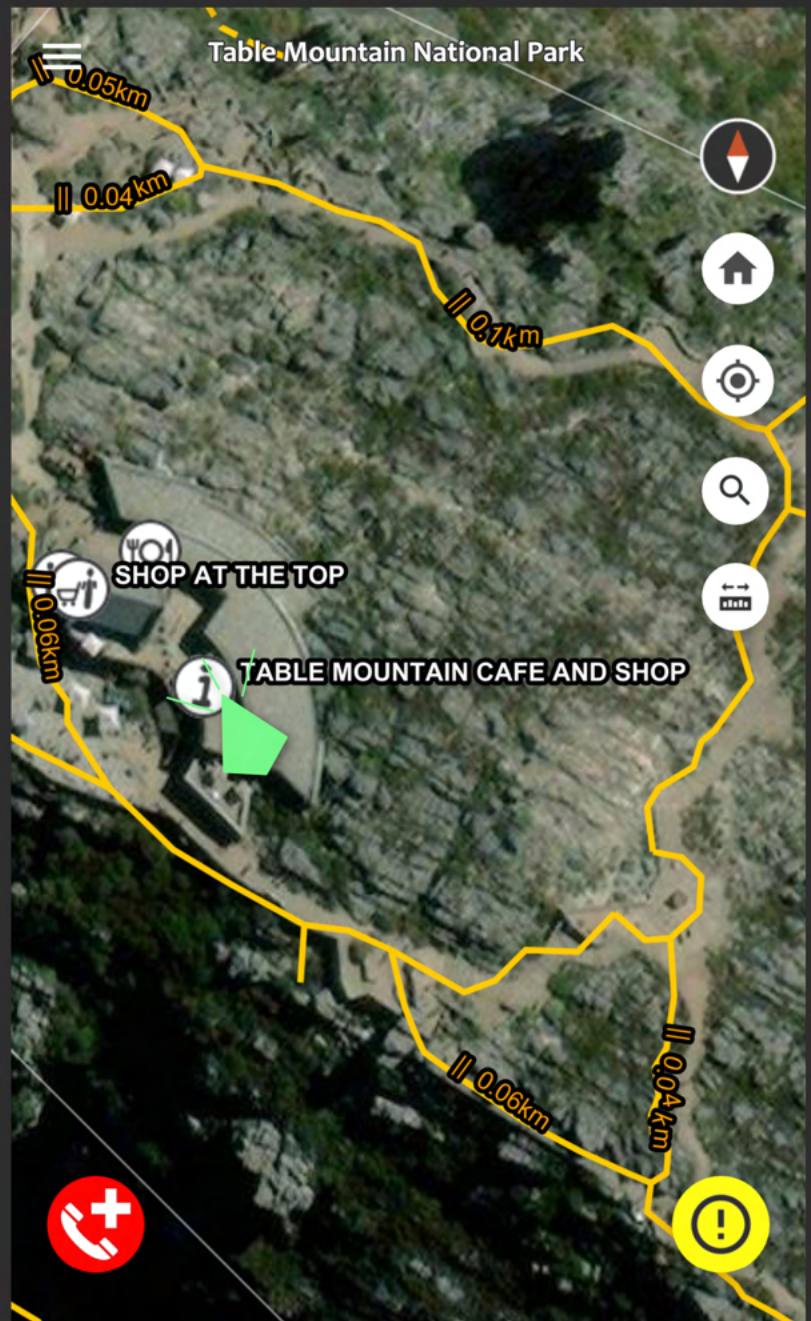 Table Mountain National Park
|| 0.05km
|| 0.04km
|| 0.1km
SHOP AT THE TOP
||| 0.06km
TABLE MOUNTAIN CAFE AND SHOP
||| 0.04km
|| 0.06km